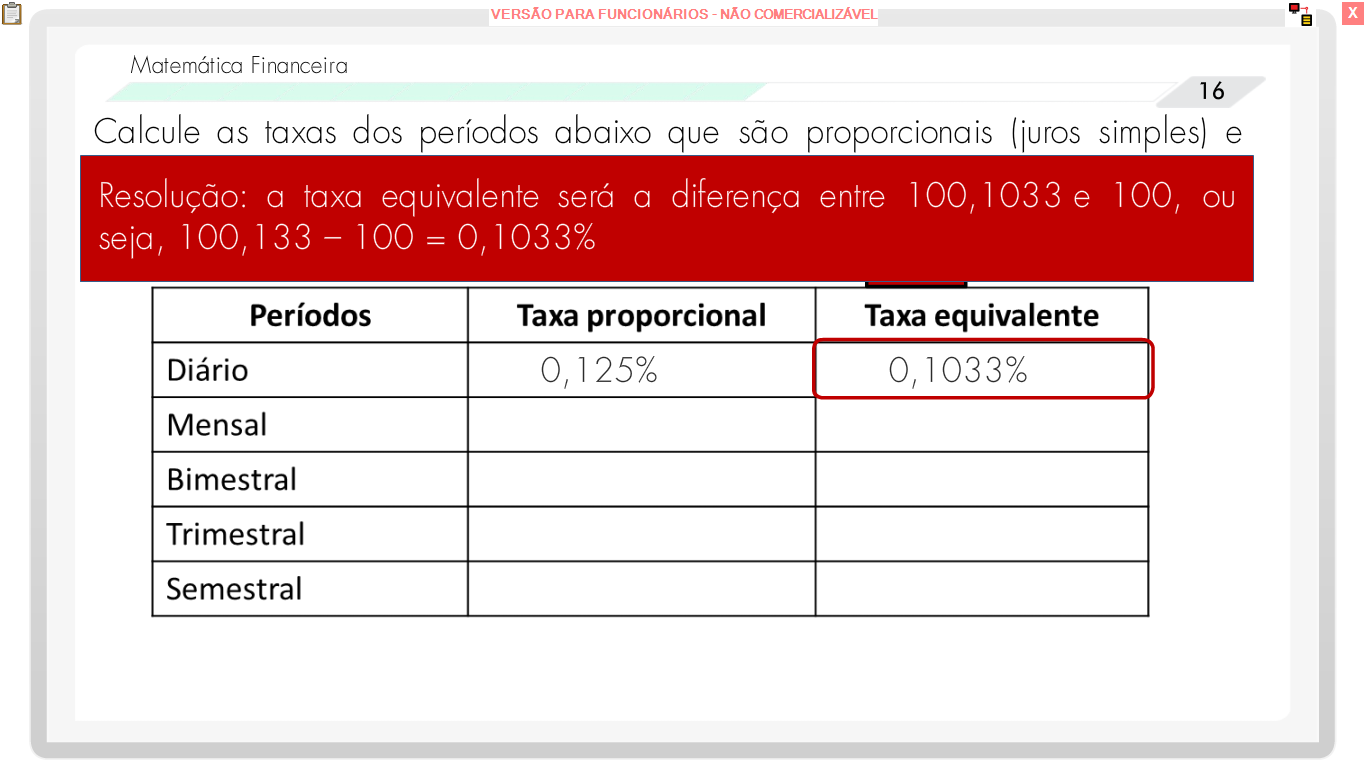 VERSÃO PARA FUNCIONÁRIOS - NÃO COMERCIALIZÁVEL
X
Matemática Financeira
16
Calcule as taxas dos períodos abaixo que são proporcionais (juros simples) e
Resolução: a taxa equivalente será a diferença entre 100,1033 e 100, ou
seja, 100,133 – 100 = 0,1033%
Períodos Taxa proporcional Taxa equivalente
Diário 0,125% 0,1033%
Mensal
Bimestral
Trimestral
Semestral